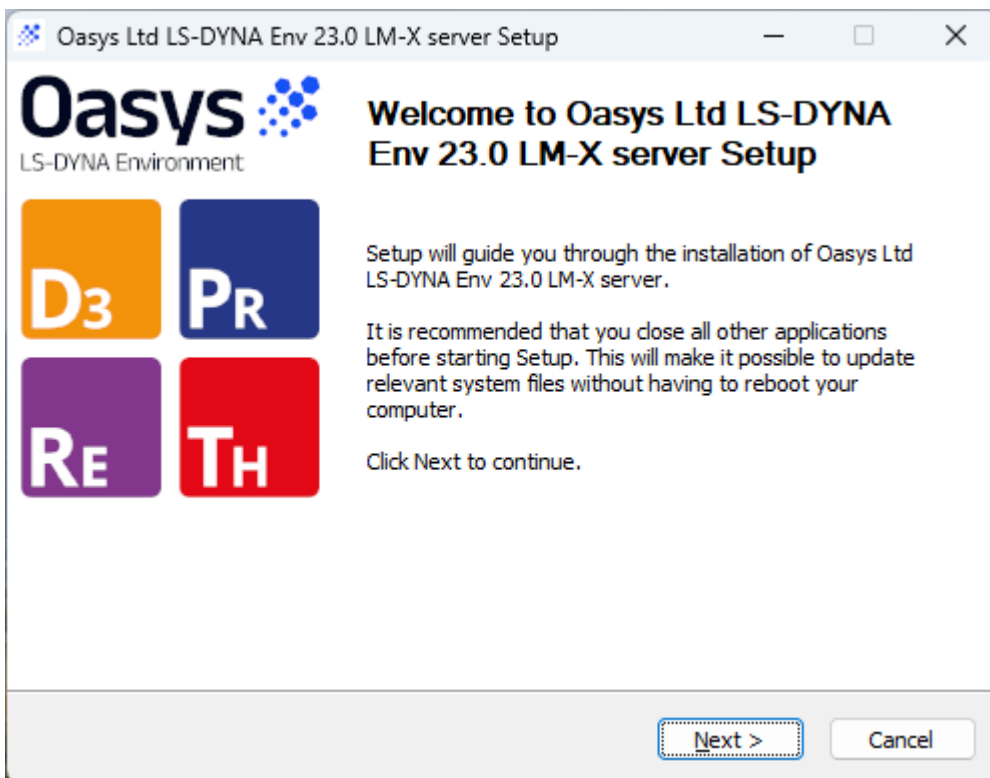 Oasys Ltd LS-DYNA Env 23.0 LM-X server Setup
Oasys
LS-DYNA Environment
D3
PR
RE
TH
Welcome to Oasys Ltd LS-DYNA
Env 23.0 LM-X server Setup
Setup will guide you through the installation of Oasys Ltd
LS-DYNA Env 23.0 LM-X server.
It is recommended that you close all other applications
before starting Setup. This will make it possible to update
relevant system files without having to reboot your
computer.
Click Next to continue.
Next >
Cancel